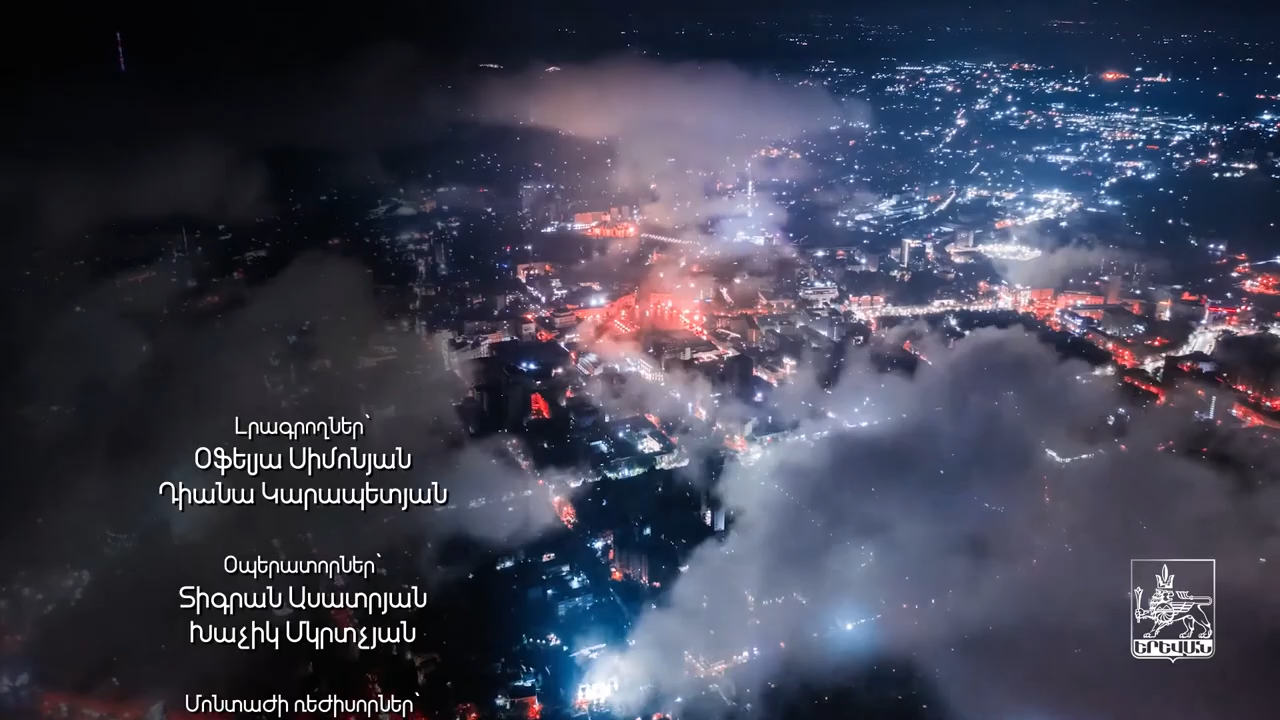 Լրագրողներ՝
Օֆելյա Սիմոնյան
Դիանա Կարապետյան
Օպերատորներ՝
Տիգրան Ասատրյան
Խաչիկ Մկրտչյան
Մոնտաժի ռեժիսորներ՝
ԵՐԵՎԱՆ